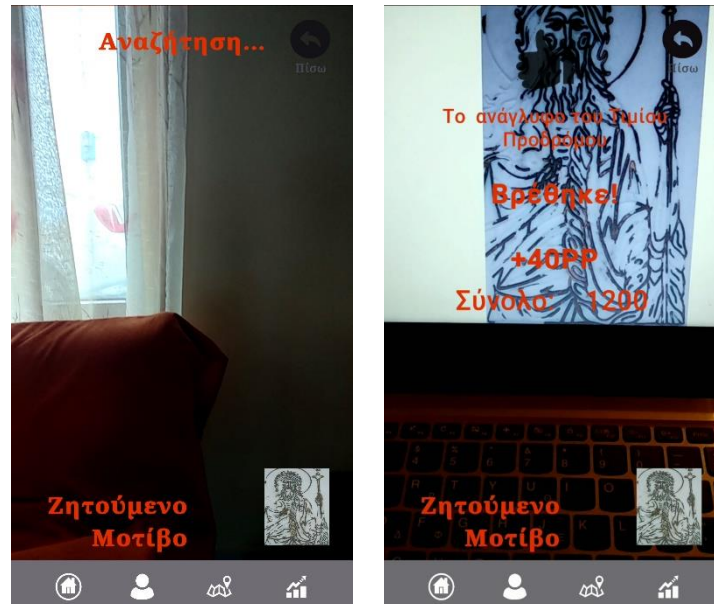 Αναζήτηση...
Πίσω
Ζητούμενο
Μοτίβο
Πίσω
Το ανάγλυφο του Τιμίου
Προδρόμου
Βρέθηκε!
+40PP
Σύνολο: 1200
Ζητούμενο
Μοτίβο